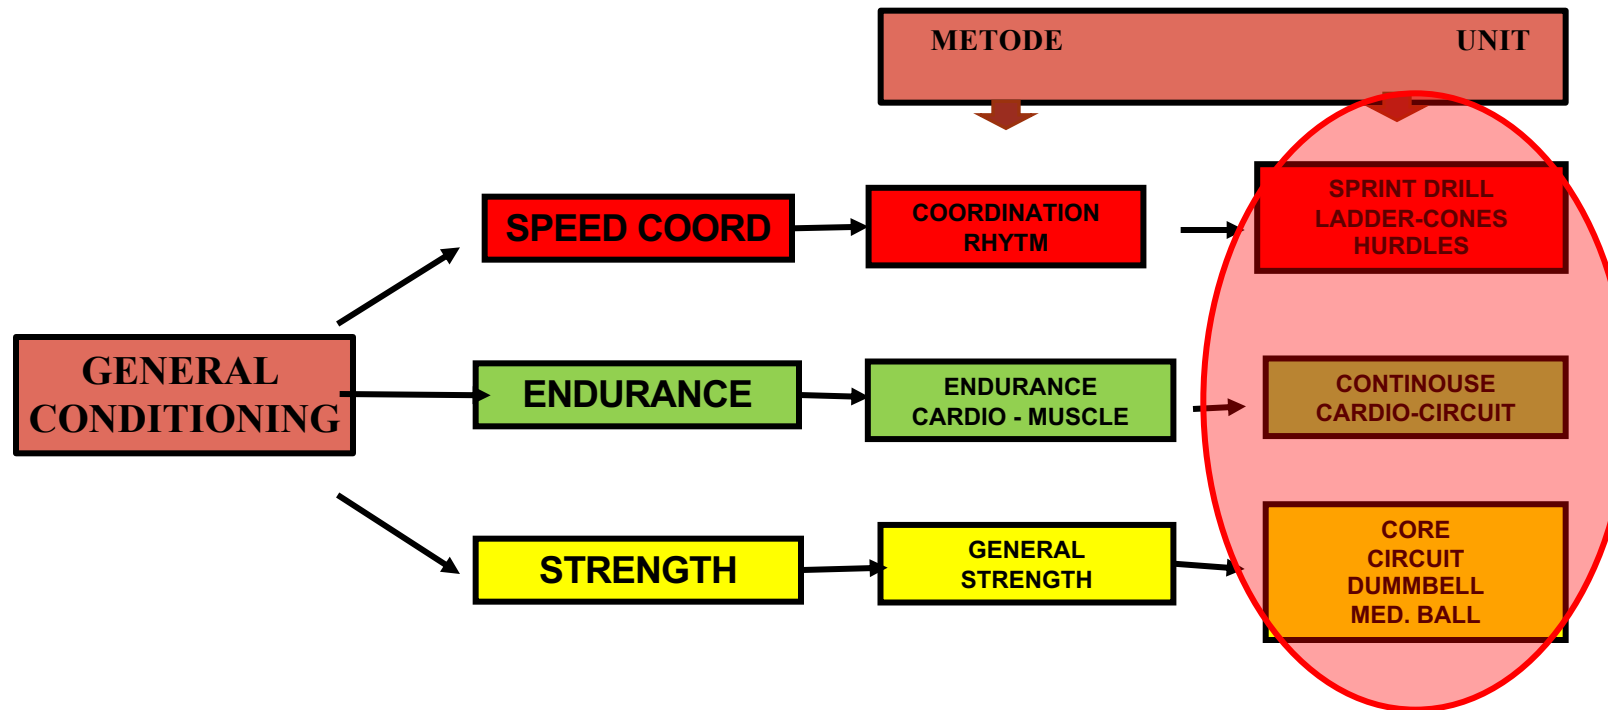 METODE UNIT
SPEED COORD
COORDINATION
RHYTM
SPRINT DRILL
LADDER-CONES
HURDLES
GENERAL
CONDITIONING
ENDURANCE
ENDURANCE
CARDIO - MUSCLE
CONTINOUSE
CARDIO-CIRCUIT
STRENGTH
GENERAL
STRENGTH
CORE
CIRCUIT
DUMMBELL
MED. BALL